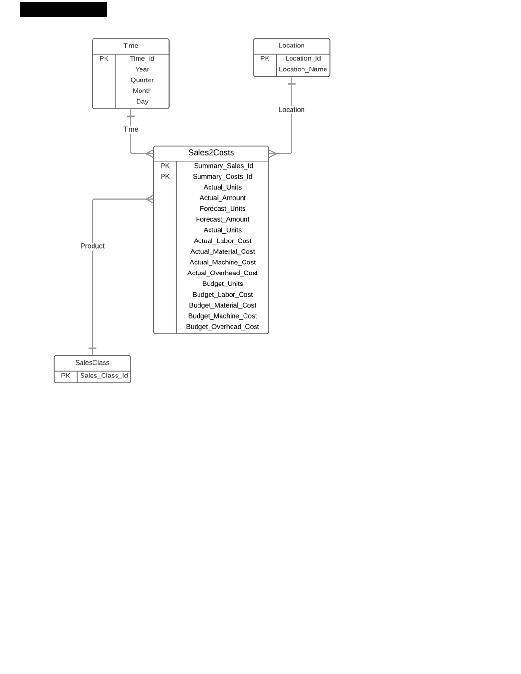 Time
PK Time_Id
Year
Quarter
Month
Day
Location
PK Location_Id
Location_Name
Time
Location
Sales2Costs
PK Summary_Sales_Id
PK Summary_Costs_Id
Actual_Units
Actual_Amount
Forecast_Units
Forecast_Amount
Actual_Units
Actual_Labor_Cost
Actual_Material_Cost
Actual_Machine_Cost
Actual_Overhead_Cost
Budget_Units
Budget_Labor_Cost
Budget_Material_Cost
Budget_Machine_Cost
Budget_Overhead_Cost
Product
SalesClass
PK Sales_Class_Id